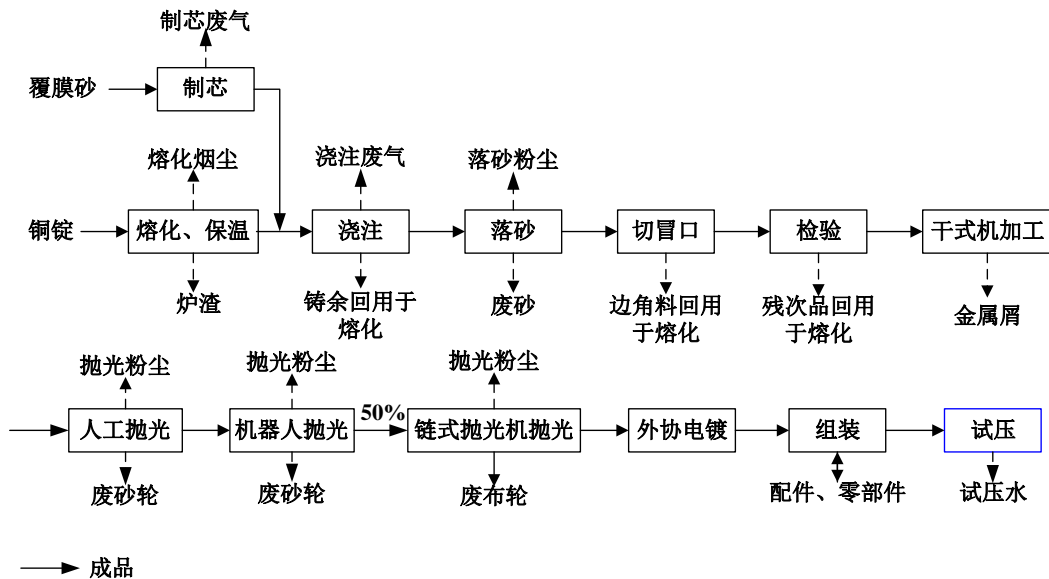 制芯废气
覆膜砂
制芯
熔化烟尘
浇注废气
落砂粉尘
铜锭
熔化、保温
浇注
落砂
切冒口
检验
干式机加工
炉渣
铸余回用于
熔化
废砂
边角料回用
于熔化
残次品回用
于熔化
金属屑
抛光粉尘
抛光粉尘
抛光粉尘
人工抛光
机器人抛光
50%
链式抛光机抛光
外协电镀
组装
试压
废砂轮
废砂轮
废布轮
配件、零部件
试压水
成品